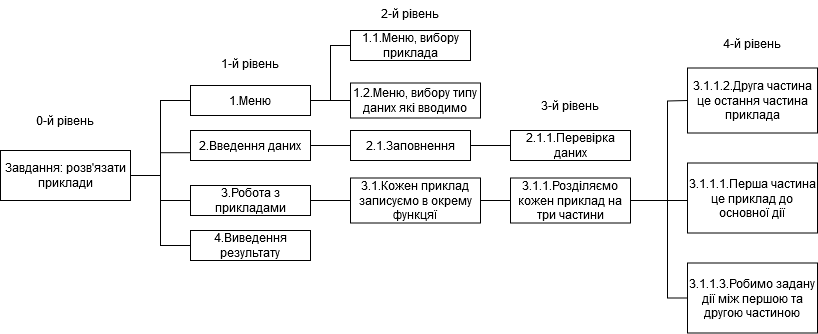 0-й рівень
Завдання: розв'язати
приклади
1-й рівень
1.Меню
2.Введення даних
3.Робота з
прикладами
4.Виведення
результату
2-й рівень
1.1.Меню, вибору
приклада
1.2.Меню, вибору типу
даних які вводимо
2.1.Заповнення
3.1.Кожен приклад
записуємо в окрему
функцяї
3-й рівень
2.1.1.Перевірка
даних
3.1.1.Розділяємо
кожен приклад на
три частини
4-й рівень
3.1.1.2.Друга частина
це остання частина
приклада
3.1.1.1.Перша частина
це приклад до
основної дії
3.1.1.3.Робимо задану
дії між першою та
другою частиною